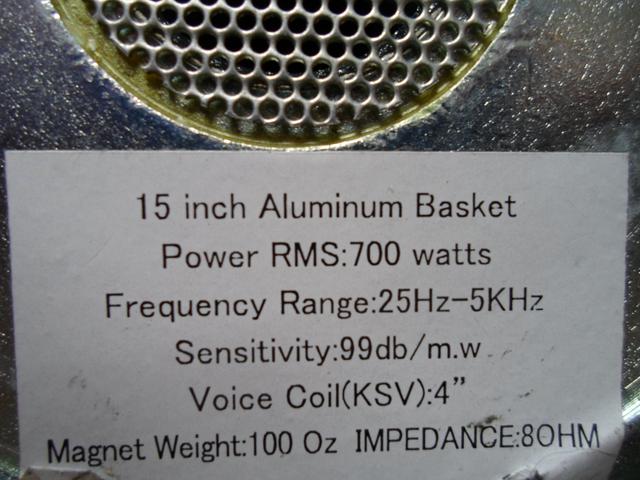 15 inch Aluminum Basket
Power RMS:700 watts
Frequency Range:25Hz-5KHz
Sensitivity:99db/m.w
Voice Coil(KSV):4”
Magnet Weight:100 Oz IMPEDANCE:8OHM